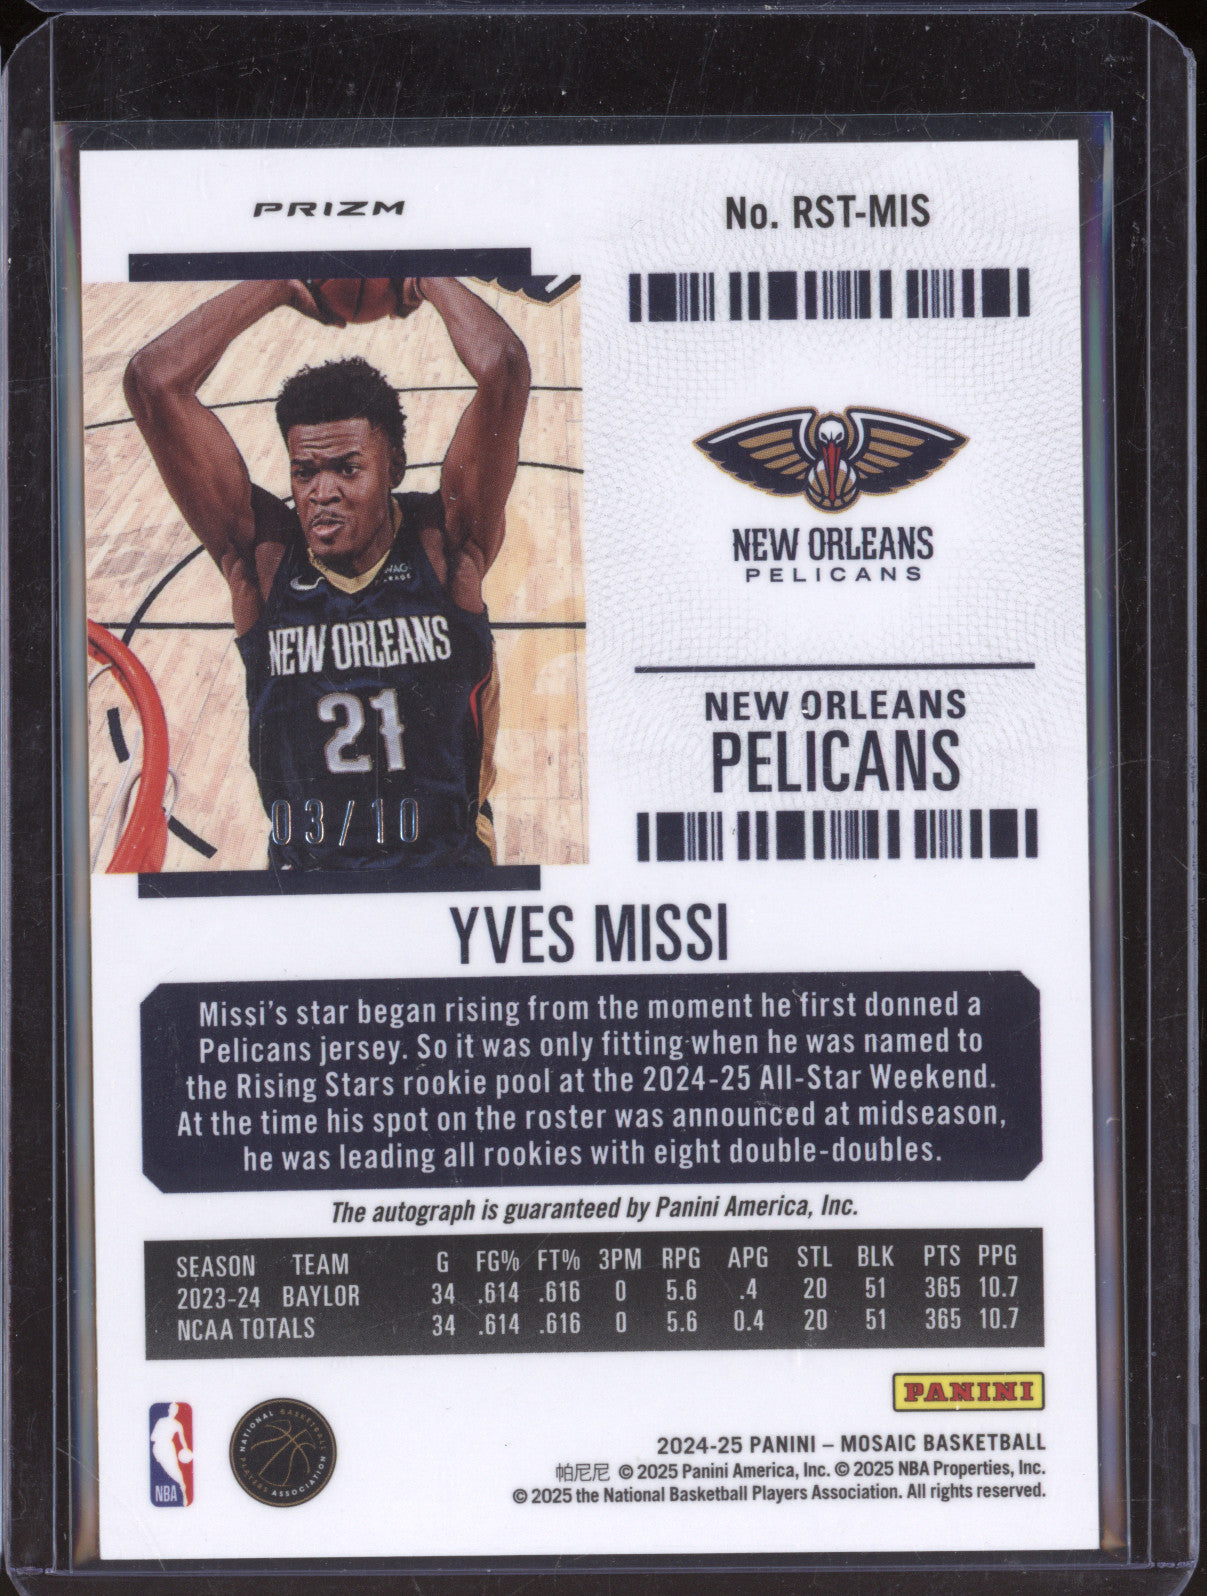 PRIZM
No. RST-MIS
NEW ORLEANS
PELICANS
WAG
NEW ORLEANS
21
03/10
NEW ORLEANS
PELICANS
YVES MISSI
Missi's star began rising from the moment he first donned a
Pelicans jersey. So it was only fitting when he was named to
the Rising Stars rookie pool at the 2024-25 All-Star Weekend.
At the time his spot on the roster was announced at midseason,
he was leading all rookies with eight double-doubles.
The autograph is guaranteed by Panini America, Inc.
SEASON TEAM G FG% FT% 3PM RPG APG STL BLK PTS PPG
2023-24 BAYLOR 34 .614 .616 0 5.6 .4 20 51 365 10.7
NCAA TOTALS 34 .614 .616 0 5.6 0.4 20 51 365 10.7
PANINI
NBA
NATIONAL BASKETBALL
PLAYERS ASSOCIATION
2024-25 PANINI – MOSAIC BASKETBALL
帕尼尼 © 2025 Panini America, Inc. © 2025 NBA Properties, Inc.
© 2025 the National Basketball Players Association. All rights reserved.